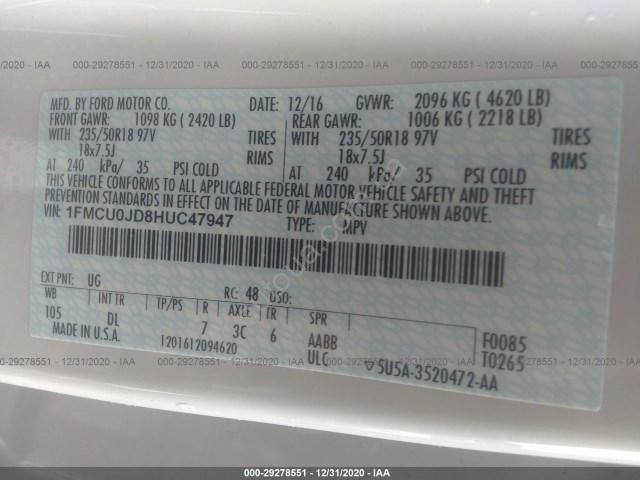 000-29278551 - 12/31/2020 - IAA
MFD. BY FORD MOTOR CO. DATE: 12/16 GVWR: 2096 KG ( 4620 LB)
FRONT GAWR: 1098 KG ( 2420 LB) REAR GAWR: 1006 KG ( 2218 LB)
WITH 235/50R18 97V TIRES WITH 235/50R18 97V TIRES
18x7.5J RIMS 18x7.5J RIMS
AT 240 kPa/ 35 PSI COLD AT 240 kPa/ 35 PSI COLD
THIS VEHICLE CONFORMS TO ALL APPLICABLE FEDERAL MOTOR VEHICLE SAFETY AND THEFT
PREVENTION STANDARDS IN EFFECT ON THE DATE OF MANUFACTURE SHOWN ABOVE.
VIN: 1FMCU0JD8HUC47947 TYPE: MPV
EXT PNT: UG RC: 48 DSO:
WB INT TR TP/PS R AXLE TR SPR
105 DL 7 3C 6 AABB F0085
MADE IN U.S.A. 1201612094620 ULC T0265
5U5A-3520472-AA
000-29278551 - 12/31/2020 - IAA